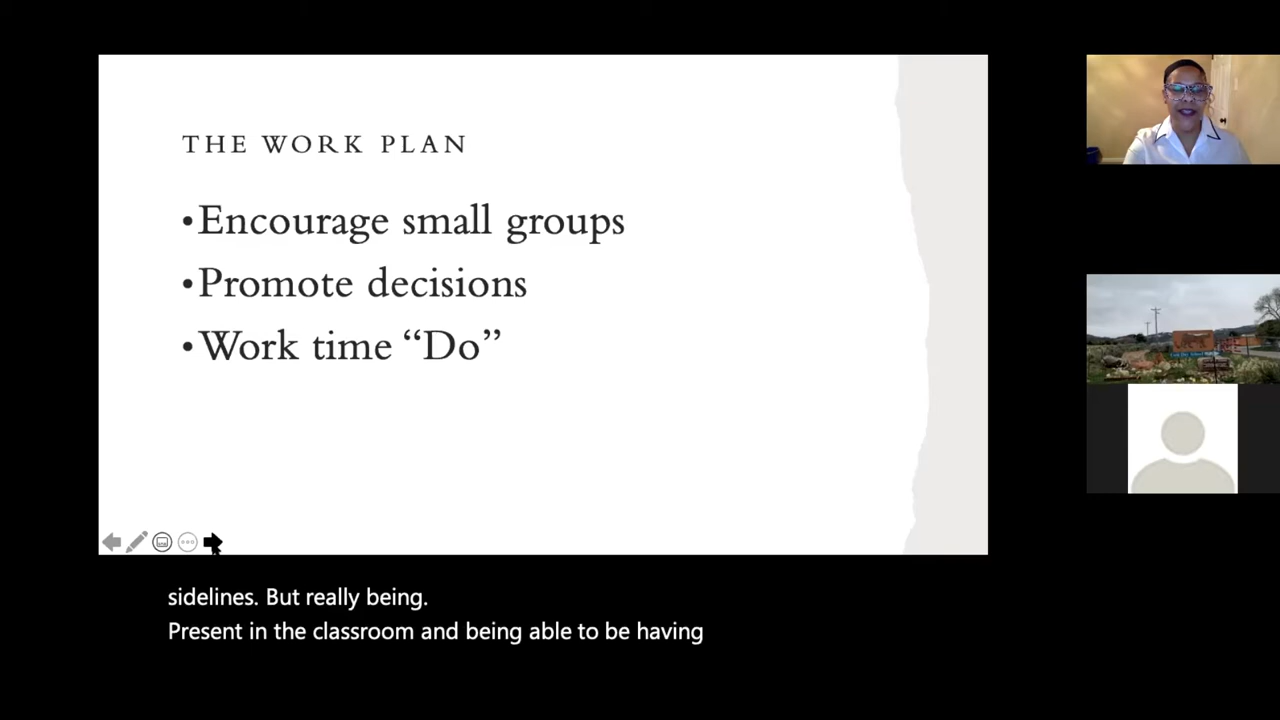 THE WORK PLAN
•Encourage small groups
•Promote decisions
•Work time “Do”
sidelines. But really being.
Present in the classroom and being able to be having